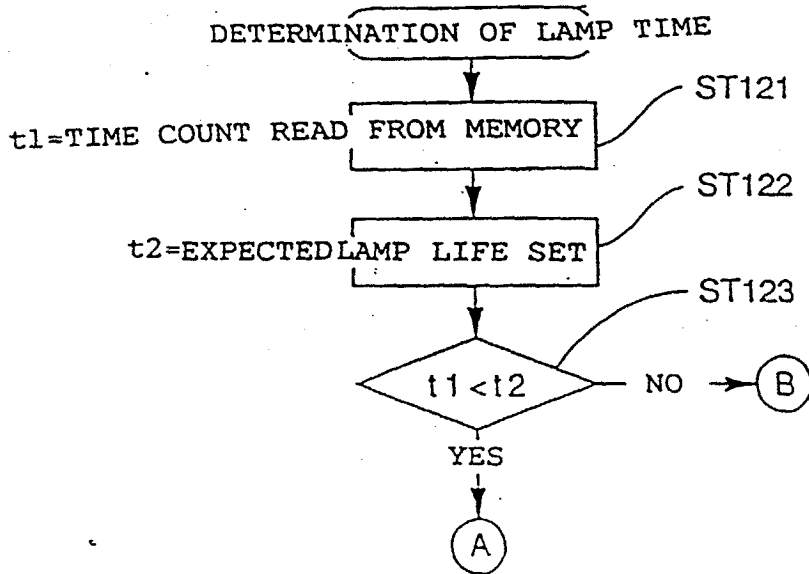 DETERMINATION OF LAMP TIME
ST121
t1=TIME COUNT READ FROM MEMORY
ST122
t2=EXPECTED LAMP LIFE SET
ST123
t1<t2
NO
B
YES
A